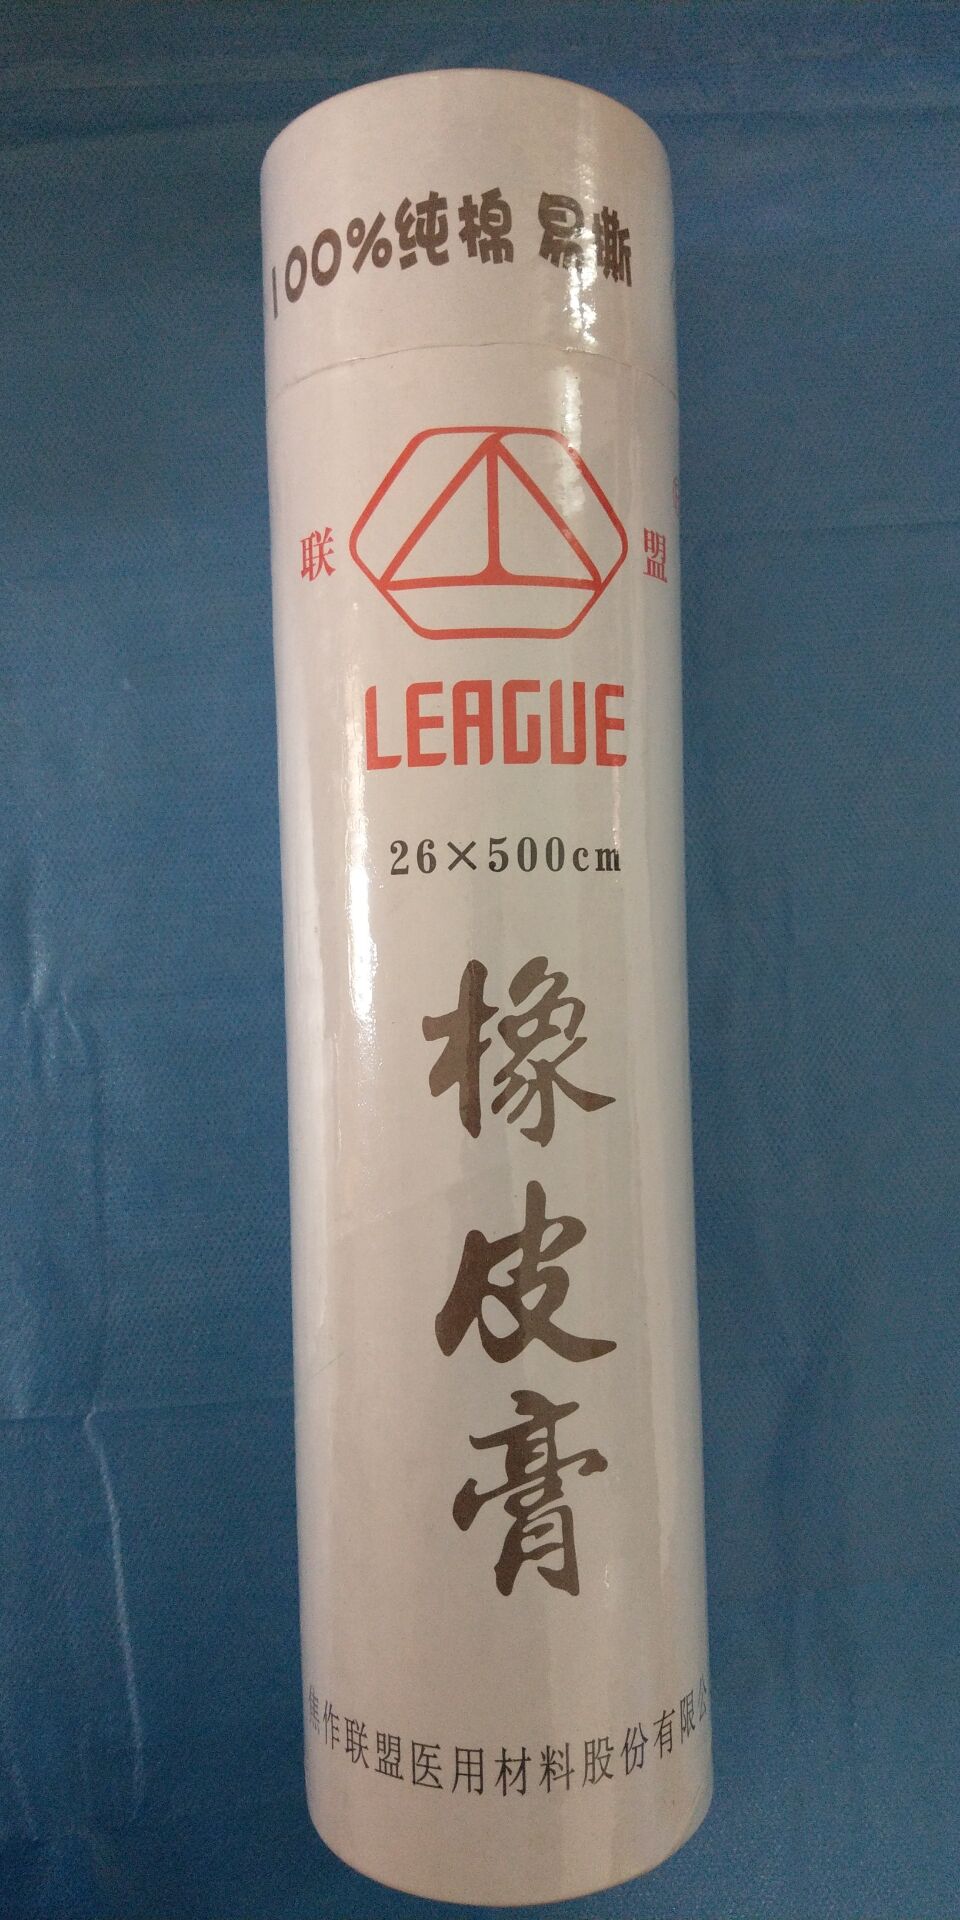 100%纯棉 易撕
联 盟
LEAGUE
26×500cm
橡皮膏
焦作联盟医用材料股份有限公